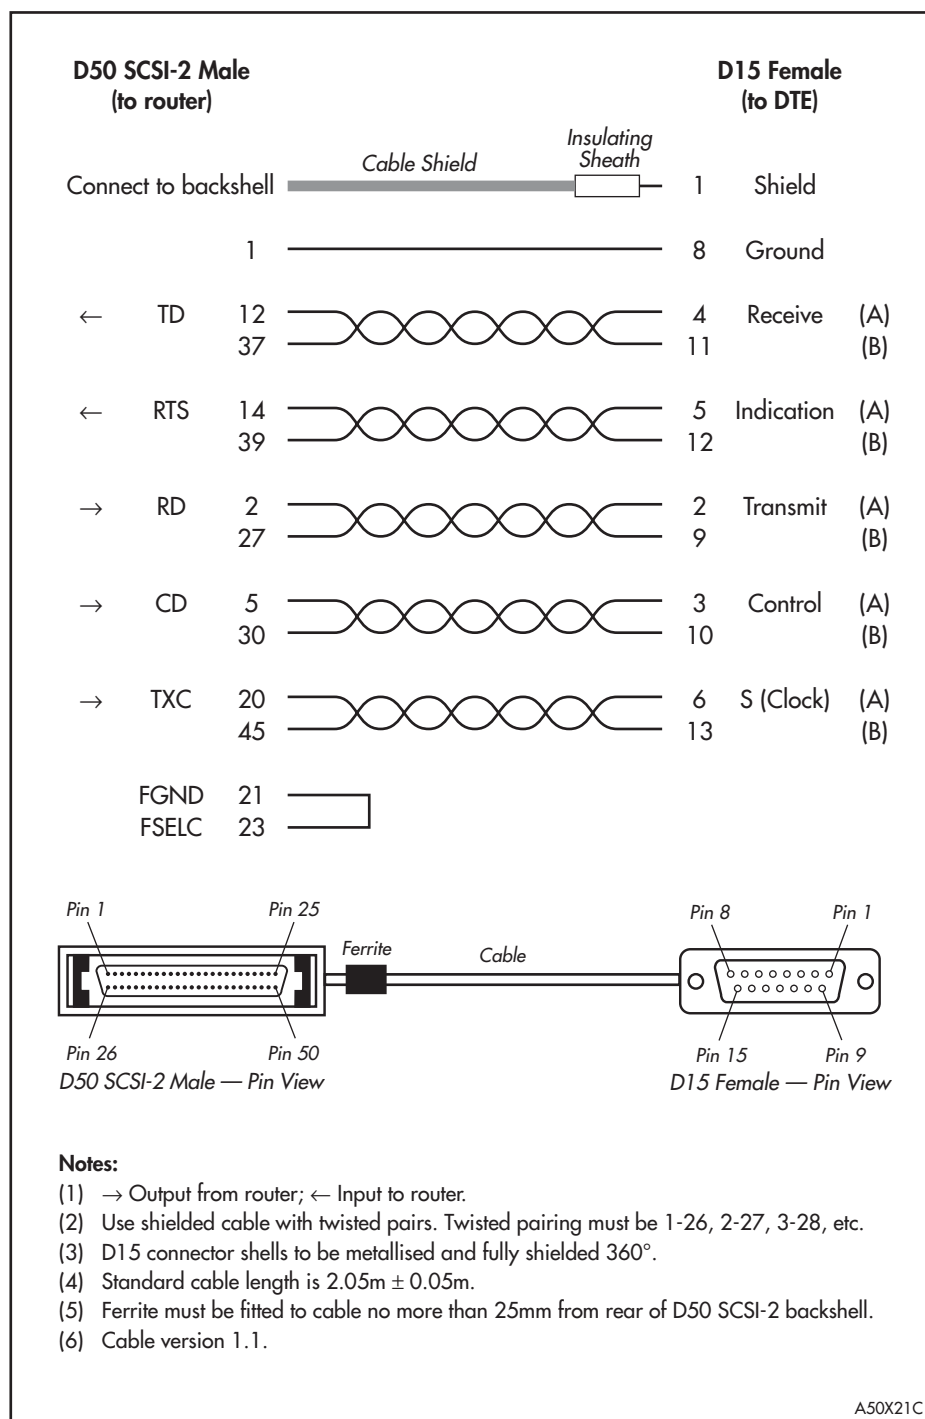 D50 SCSI-2 Male D15 Female
(to router) (to DTE)
Insulating
Cable Shield Sheath
Connect to backshell 1 Shield
1 8 Ground
← TD 12 4 Receive (A)
37 11 (B)
← RTS 14 5 Indication (A)
39 12 (B)
→ RD 2 2 Transmit (A)
27 9 (B)
→ CD 5 3 Control (A)
30 10 (B)
→ TXC 20 6 S (Clock) (A)
45 13 (B)
FGND 21
FSELC 23
Pin 1 Pin 25 Pin 8 Pin 1
Ferrite Cable
Pin 26 Pin 50 Pin 15 Pin 9
D50 SCSI-2 Male — Pin View D15 Female — Pin View
Notes:
(1) → Output from router; ← Input to router.
(2) Use shielded cable with twisted pairs. Twisted pairing must be 1-26, 2-27, 3-28, etc.
(3) D15 connector shells to be metallised and fully shielded 360°.
(4) Standard cable length is 2.05m ± 0.05m.
(5) Ferrite must be fitted to cable no more than 25mm from rear of D50 SCSI-2 backshell.
(6) Cable version 1.1.
A50X21C